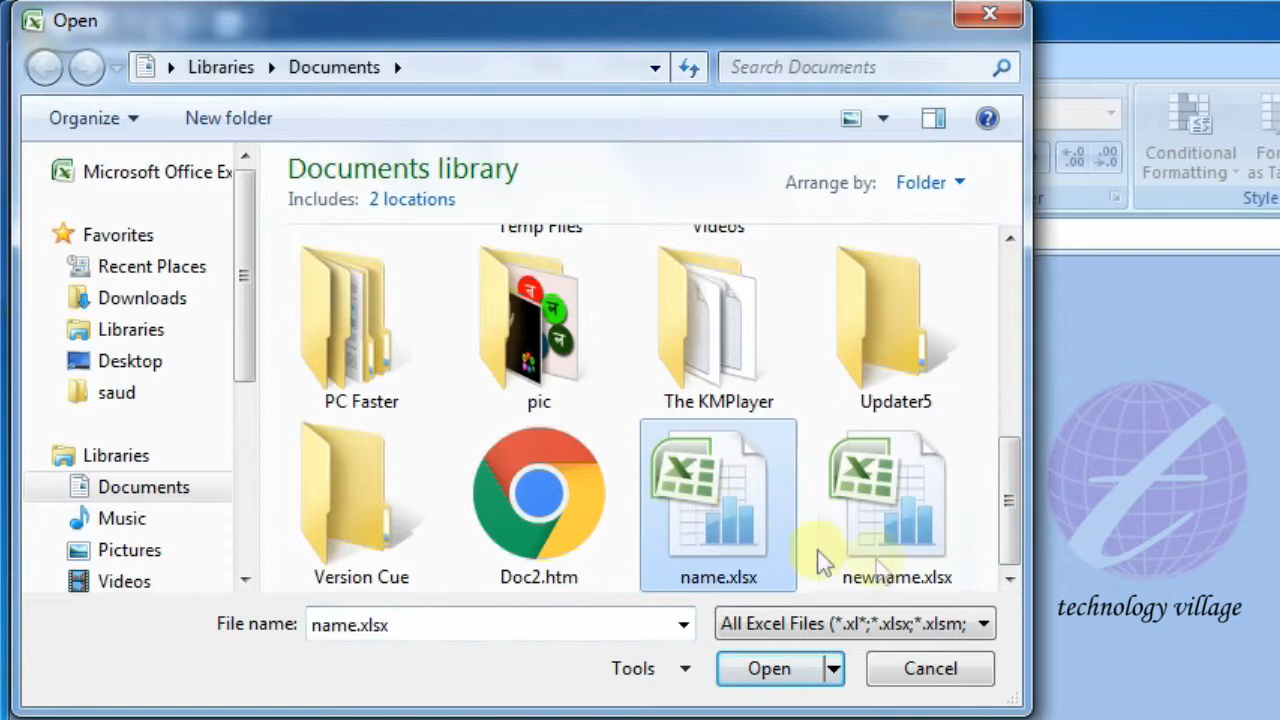 Open
Libraries Documents
Search Documents
Organize New folder
Microsoft Office Ex
Favorites
Recent Places
Downloads
Libraries
Desktop
saud
Libraries
Documents
Music
Pictures
Videos
Documents library
Includes: 2 locations
Arrange by: Folder
Temp Files Videos
PC Faster pic The KMPlayer Updater5
Version Cue Doc2.htm name.xlsx newname.xlsx
File name: name.xlsx All Excel Files (*.xl*;*.xlsx;*.xlsm;
Tools Open Cancel
Conditional
Formatting
as Ta
Style
technology village